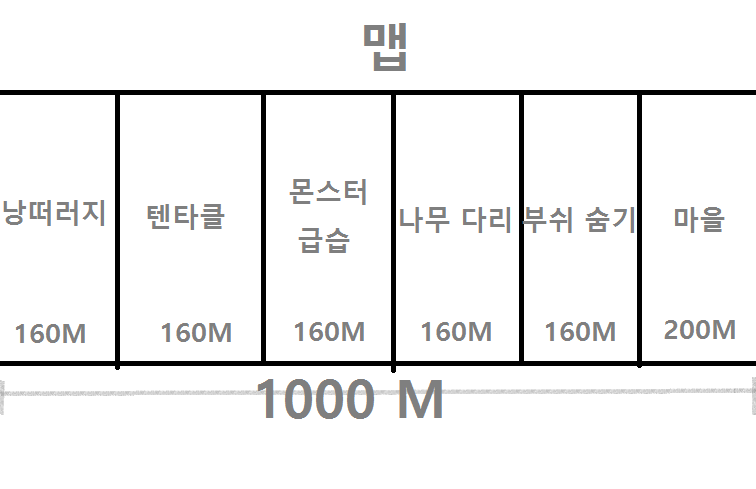 맵
낭떠러지
텐타클
몬스터
급습
나무 다리
부쉬 숨기
마을
160M
160M
160M
160M
160M
200M
1000 M